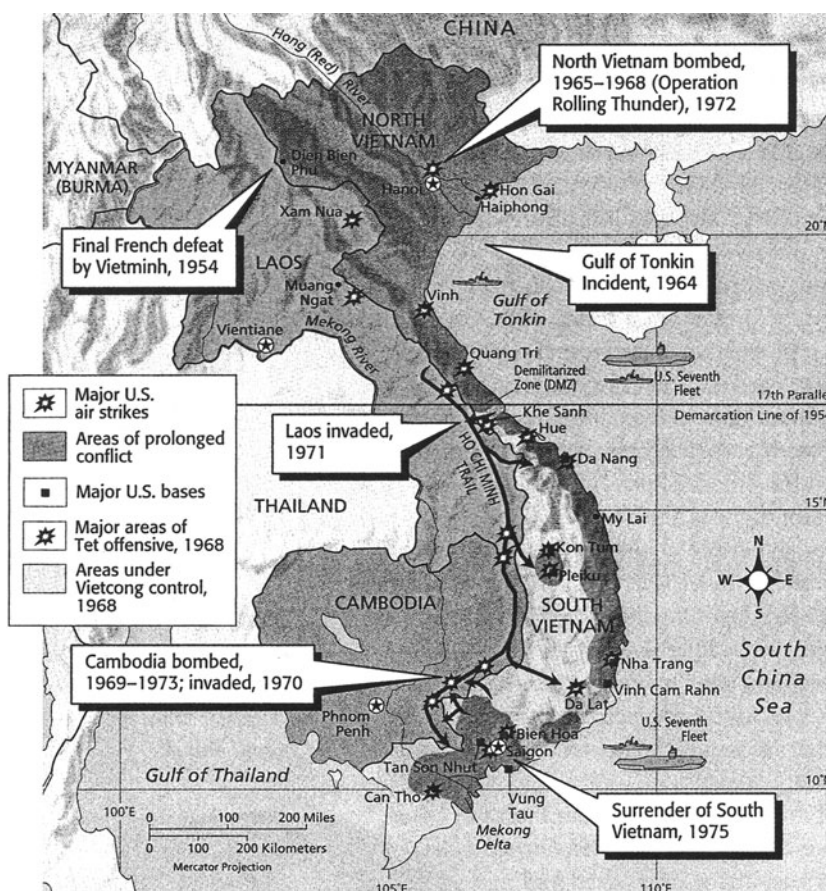 CHINA
North Vietnam bombed,
1965–1968 (Operation
Rolling Thunder), 1972
Hong (Red)
River
NORTH
VIETNAM
MYANMAR
(BURMA)
Dien Bien
Phu
Hanoi
Hon Gai
Haiphong
Xam Nua
20°N
Final French defeat
by Vietminh, 1954
LAOS
Gulf of Tonkin
Incident, 1964
Muang
Ngat
Vinh
Gulf of
Tonkin
Vientiane
Mekong
River
Quang Tri
Demilitarized
Zone (DMZ)
U.S. Seventh
Fleet
17th Parallel
Demarcation Line of 195
Major U.S.
air strikes
Areas of prolonged
conflict
Major U.S. bases
Major areas of
Tet offensive, 1968
Areas under
Vietcong control,
1968
Khe Sanh
Hue
Laos invaded,
1971
HO CHI MINH
TRAIL
Da Nang
THAILAND
15°N
My Lai
Kon Tum
Pleiku
N
W
E
S
CAMBODIA
SOUTH
VIETNAM
South
China
Sea
Cambodia bombed,
1969–1973; invaded, 1970
Nha Trang
Vinh Cam Rahn
Da Lat
Phnom
Penh
Bien Hoa
Saigon
Tan Son Nhut
U.S. Seventh
Fleet
Gulf of Thailand
10°N
Can Tho
Vung
Tau
Mekong
Delta
Surrender of South
Vietnam, 1975
100°E
0 100 200 Miles
0 100 200 Kilometers
Mercator Projection
105°E
110°E